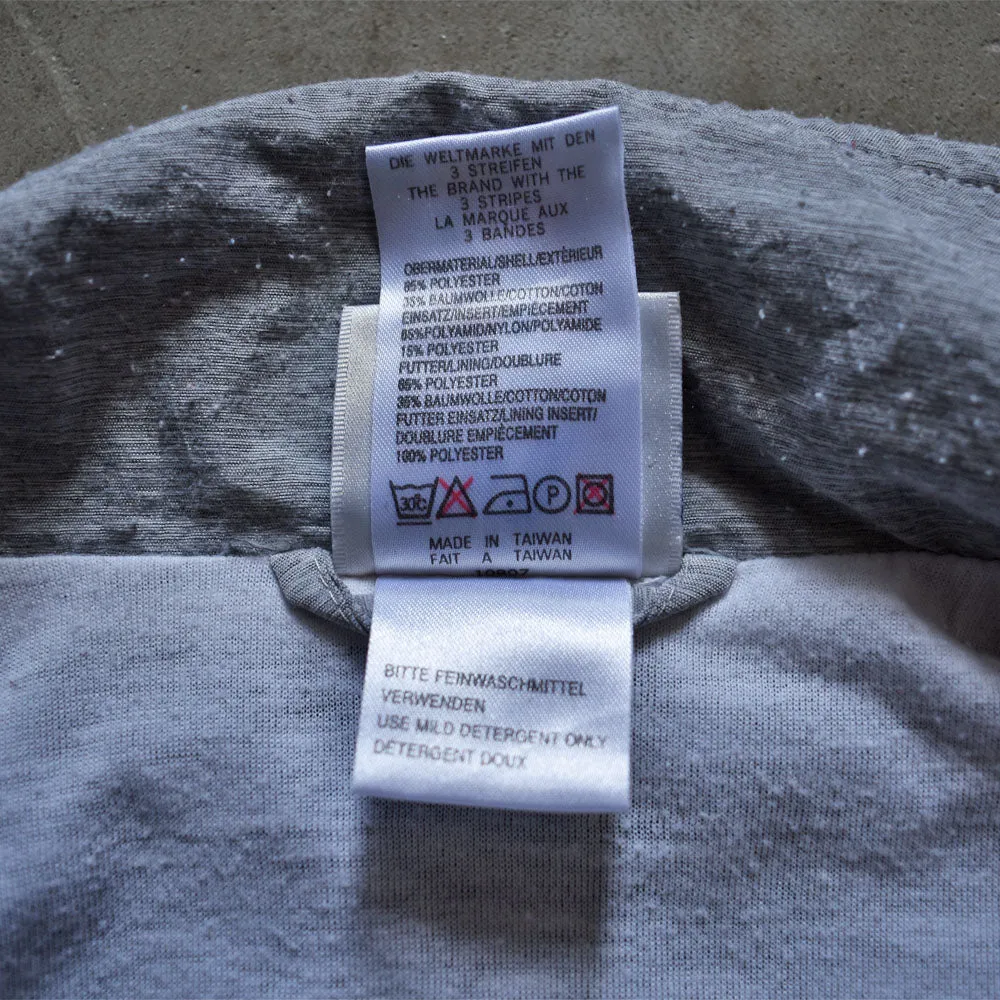 DIE WELTMARKE MIT DEN
3 STREIFEN
THE BRAND WITH THE
3 STRIPES
LA MARQUE AUX
3 BANDES
OBERMATERIAL/SHELL/EXTÉRIEUR
65% POLYESTER
35% BAUMWOLLE/COTTON/COTON
EINSATZ/INSERT/EMPIÈCEMENT
85% POLYAMID/NYLON/POLYAMIDE
15% POLYESTER
FUTTER/LINING/DOUBLURE
65% POLYESTER
35% BAUMWOLLE/COTTON/COTON
FUTTER EINSATZ/LINING INSERT/
DOUBLURE EMPIÈCEMENT
100% POLYESTER
30°C P
MADE IN TAIWAN
FAIT A TAIWAN
BITTE FEINWASCHMITTEL
VERWENDEN
USE MILD DETERGENT ONLY
DÉTERGENT DOUX